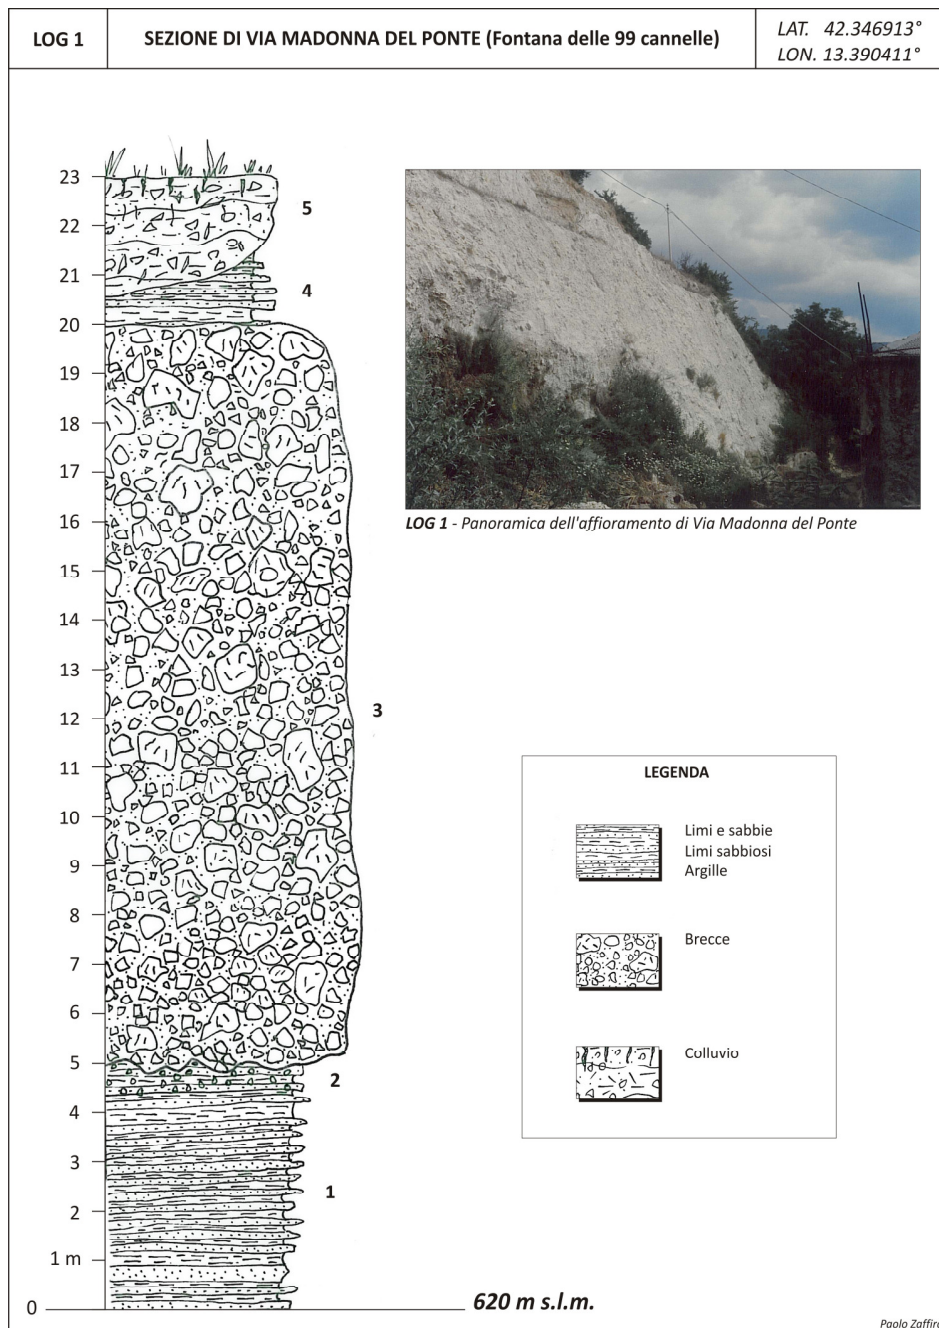 LOG 1
SEZIONE DI VIA MADONNA DEL PONTE (Fontana delle 99 cannelle)
LAT. 42.346913°
LON. 13.390411°
23
5
22
21
4
20
19
18
17
16
15
14
13
12
3
11
10
9
8
7
6
5
2
4
3
1
2
1 m
0
620 m s.l.m.
LOG 1 - Panoramica dell'affioramento di Via Madonna del Ponte
LEGENDA
Limi e sabbie
Limi sabbiosi
Argille
Brecce
Colluvio
Paolo Zaffiro